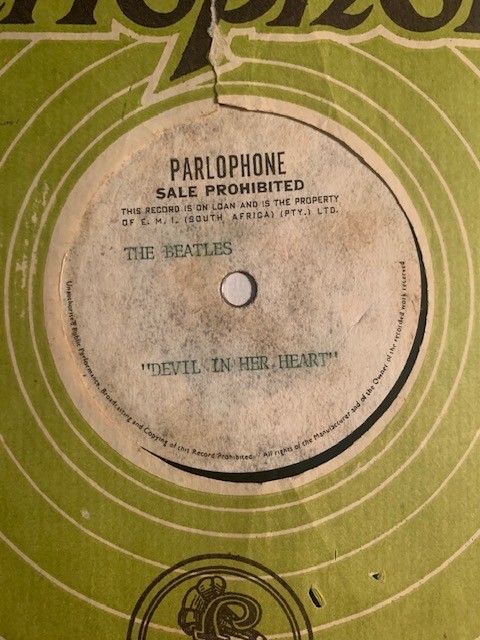 Parlophone
PARLOPHONE
SALE PROHIBITED
THIS RECORD IS ON LOAN AND IS THE PROPERTY
OF E. M. I. (SOUTH AFRICA) (PTY.) LTD.
THE BEATLES
"DEVIL IN HER HEART"
Unauthorised Public Performance, Broadcasting and Copying of this Record Prohibited. All rights of the Manufacturer and of the Owner of the recorded work reserved